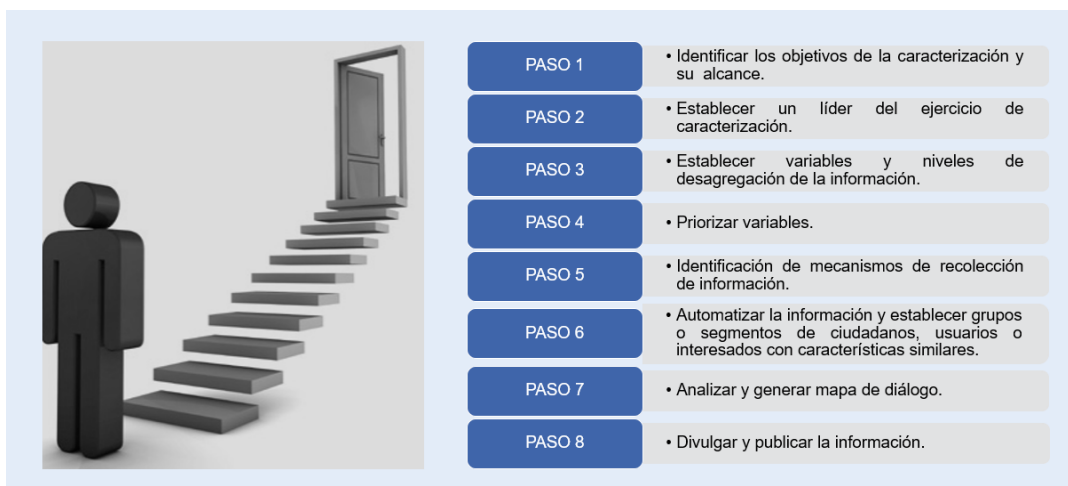 PASO 1
• Identificar los objetivos de la caracterización y
su alcance.
PASO 2
• Establecer un líder del ejercicio de
caracterización.
PASO 3
• Establecer variables y niveles de
desagregación de la información.
PASO 4
• Priorizar variables.
PASO 5
• Identificación de mecanismos de recolección
de información.
PASO 6
• Automatizar la información y establecer grupos
o segmentos de ciudadanos, usuarios o
interesados con características similares.
PASO 7
• Analizar y generar mapa de diálogo.
PASO 8
• Divulgar y publicar la información.